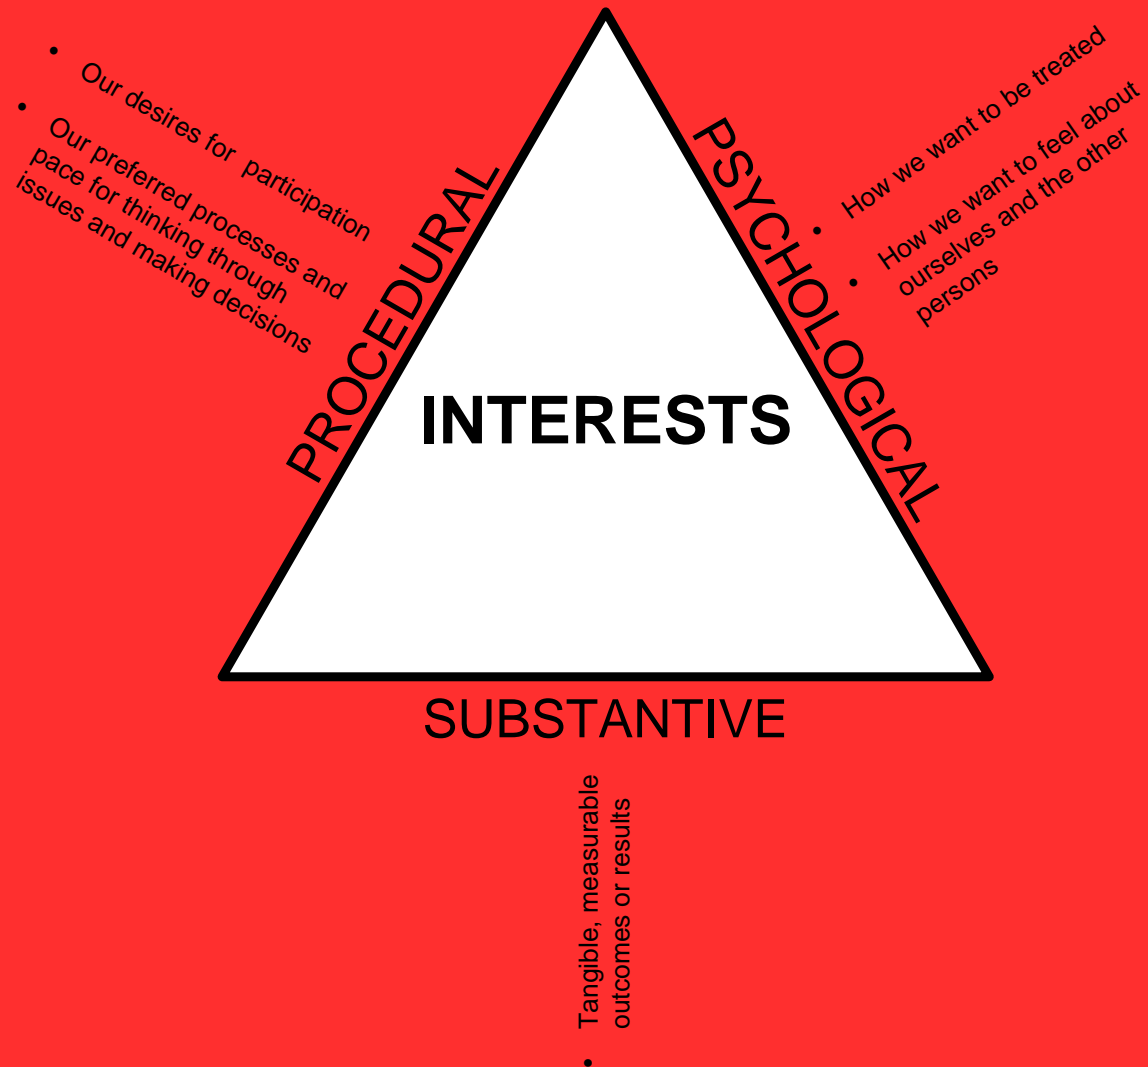 • Our desires for participation
• Our preferred processes and
pace for thinking through
issues and making decisions
PROCEDURAL
PSYCHOLOGICAL
• How we want to be treated
• How we want to feel about
ourselves and the other
persons
INTERESTS
SUBSTANTIVE
• Tangible, measurable
outcomes or results